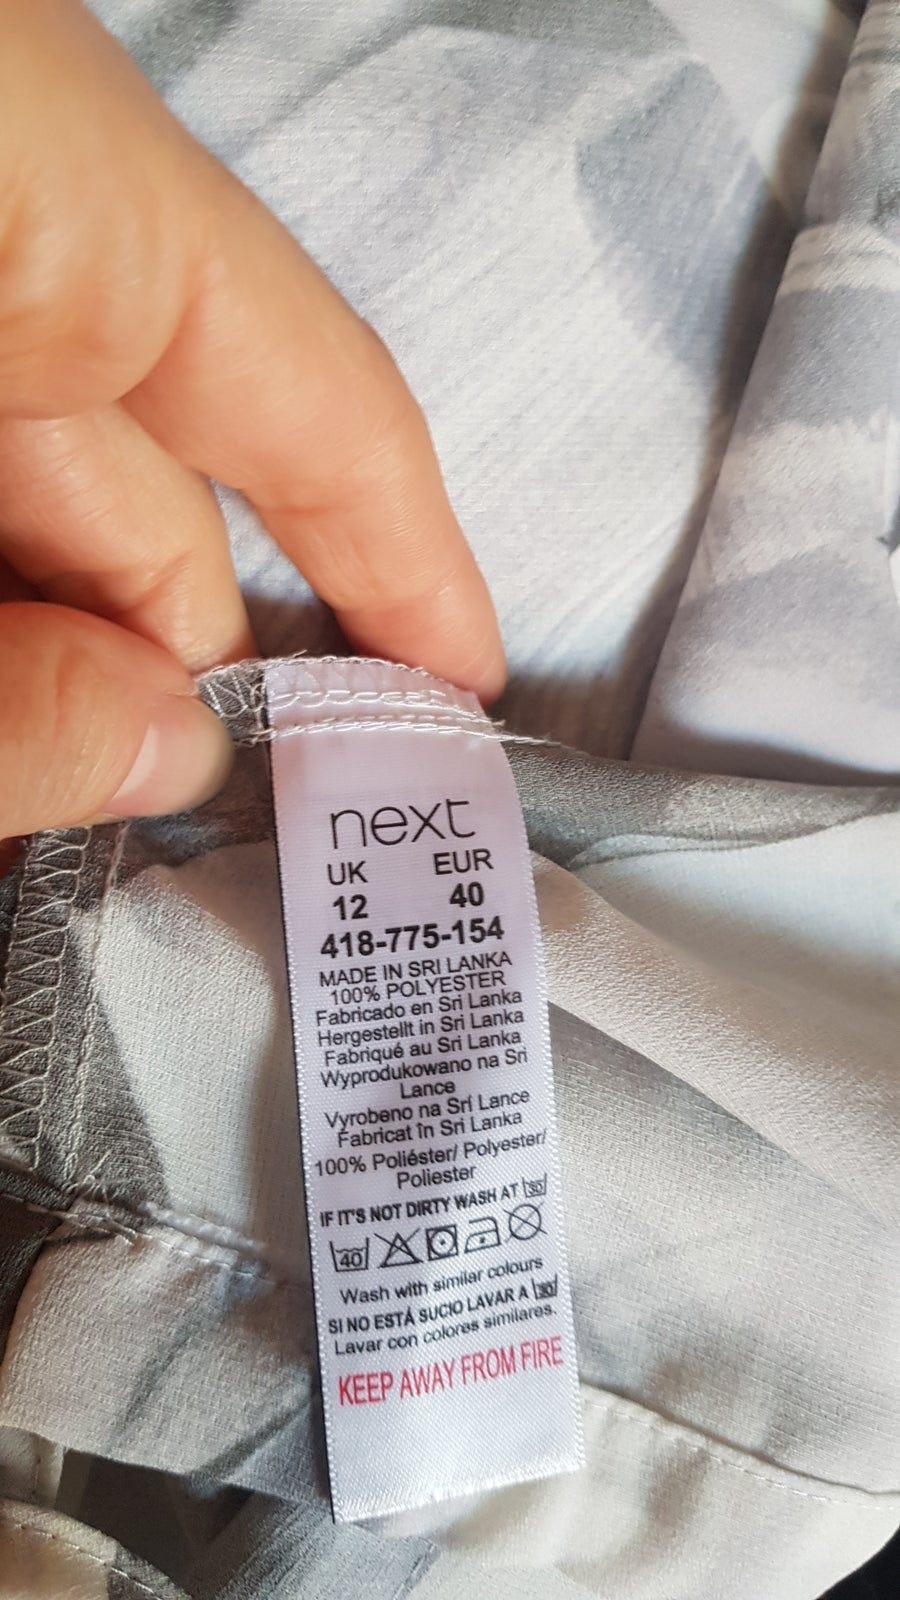 next
UK EUR
12 40
418-775-154
MADE IN SRI LANKA
100% POLYESTER
Fabricado en Sri Lanka
Hergestellt in Sri Lanka
Fabriqué au Sri Lanka
Wyprodukowano na Sri
Lance
Vyrobeno na Srí Lance
Fabricat în Sri Lanka
100% Poliéster/ Polyester/
Poliester
IF IT'S NOT DIRTY WASH AT 30
40
Wash with similar colours
SI NO ESTÁ SUCIO LAVAR A 30
Lavar con colores similares.
KEEP AWAY FROM FIRE